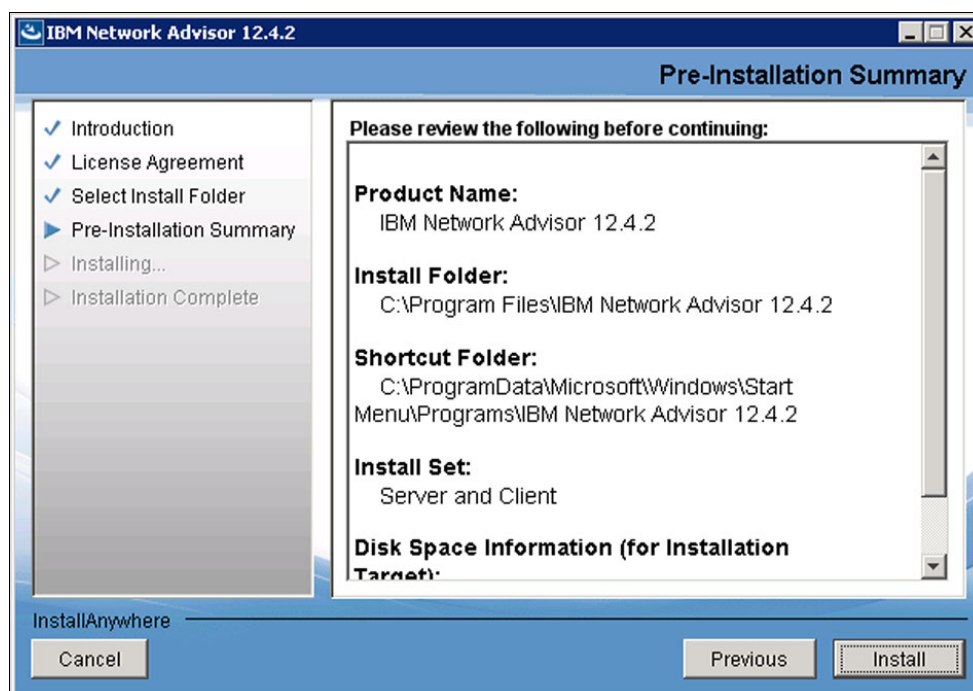 IBM Network Advisor 12.4.2
Pre-Installation Summary
Introduction
License Agreement
Select Install Folder
Pre-Installation Summary
Installing...
Installation Complete
Please review the following before continuing:
Product Name:
IBM Network Advisor 12.4.2
Install Folder:
C:\Program Files\IBM Network Advisor 12.4.2
Shortcut Folder:
C:\ProgramData\Microsoft\Windows\Start
Menu\Programs\IBM Network Advisor 12.4.2
Install Set:
Server and Client
Disk Space Information (for Installation
Target):
InstallAnywhere
Cancel
Previous
Install